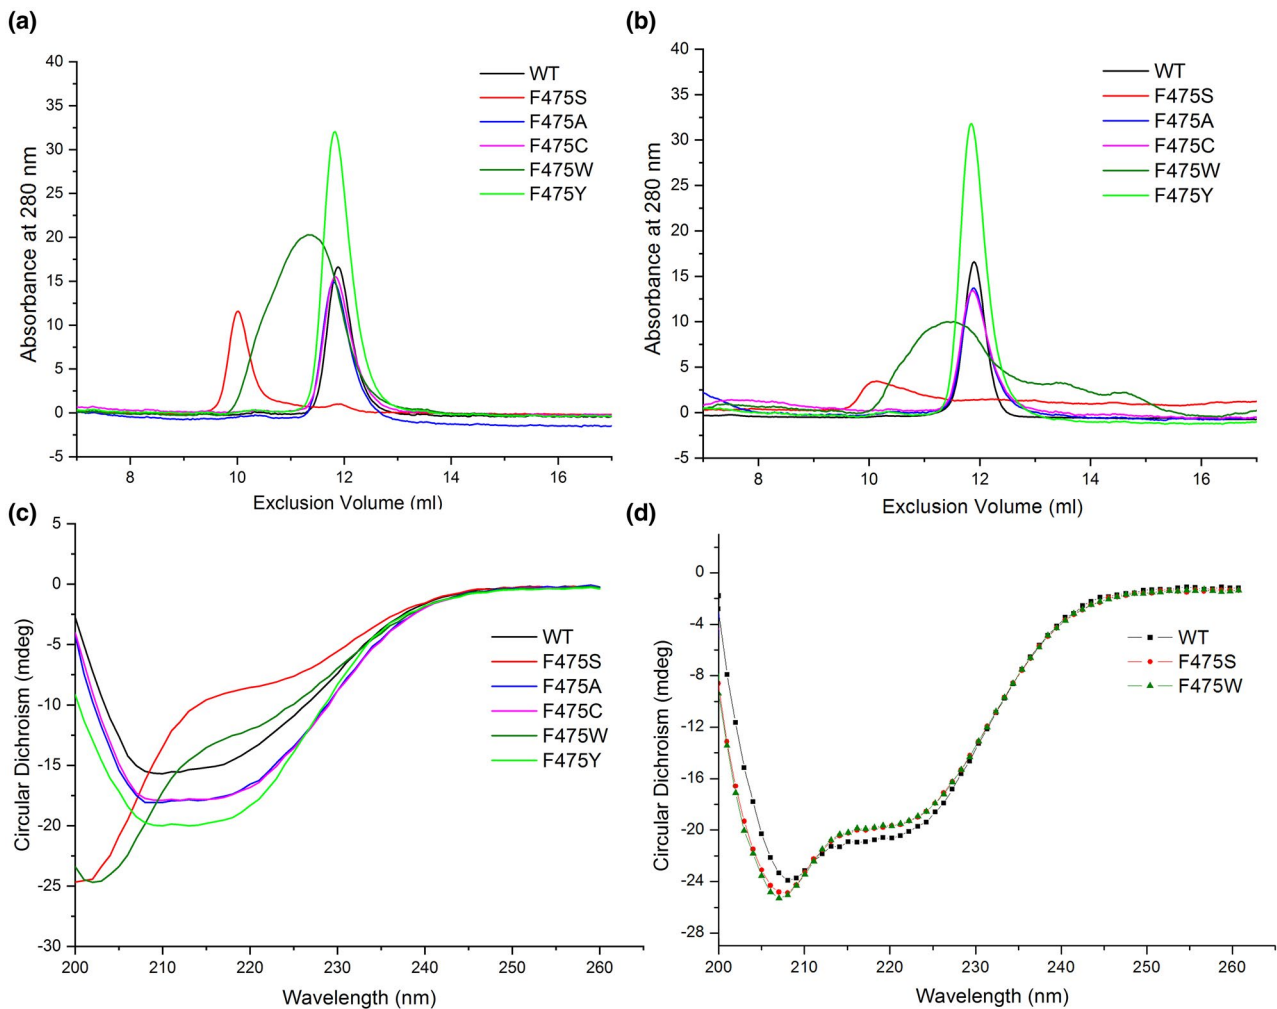 (a)
40
35
30
25
20
15
10
5
0
-5
Absorbance at 280 nm
WT
F475S
F475A
F475C
F475W
F475Y
8 10 12 14 16
Exclusion Volume (ml)
(b)
40
35
30
25
20
15
10
5
0
-5
Absorbance at 280 nm
WT
F475S
F475A
F475C
F475W
F475Y
8 10 12 14 16
Exclusion Volume (ml)
(c)
5
0
-5
-10
-15
-20
-25
-30
Circular Dichroism (mdeg)
WT
F475S
F475A
F475C
F475W
F475Y
200 210 220 230 240 250 260
Wavelength (nm)
(d)
0
-4
-8
-12
-16
-20
-24
-28
Circular Dichroism (mdeg)
WT
F475S
F475W
200 210 220 230 240 250 260
Wavelength (nm)